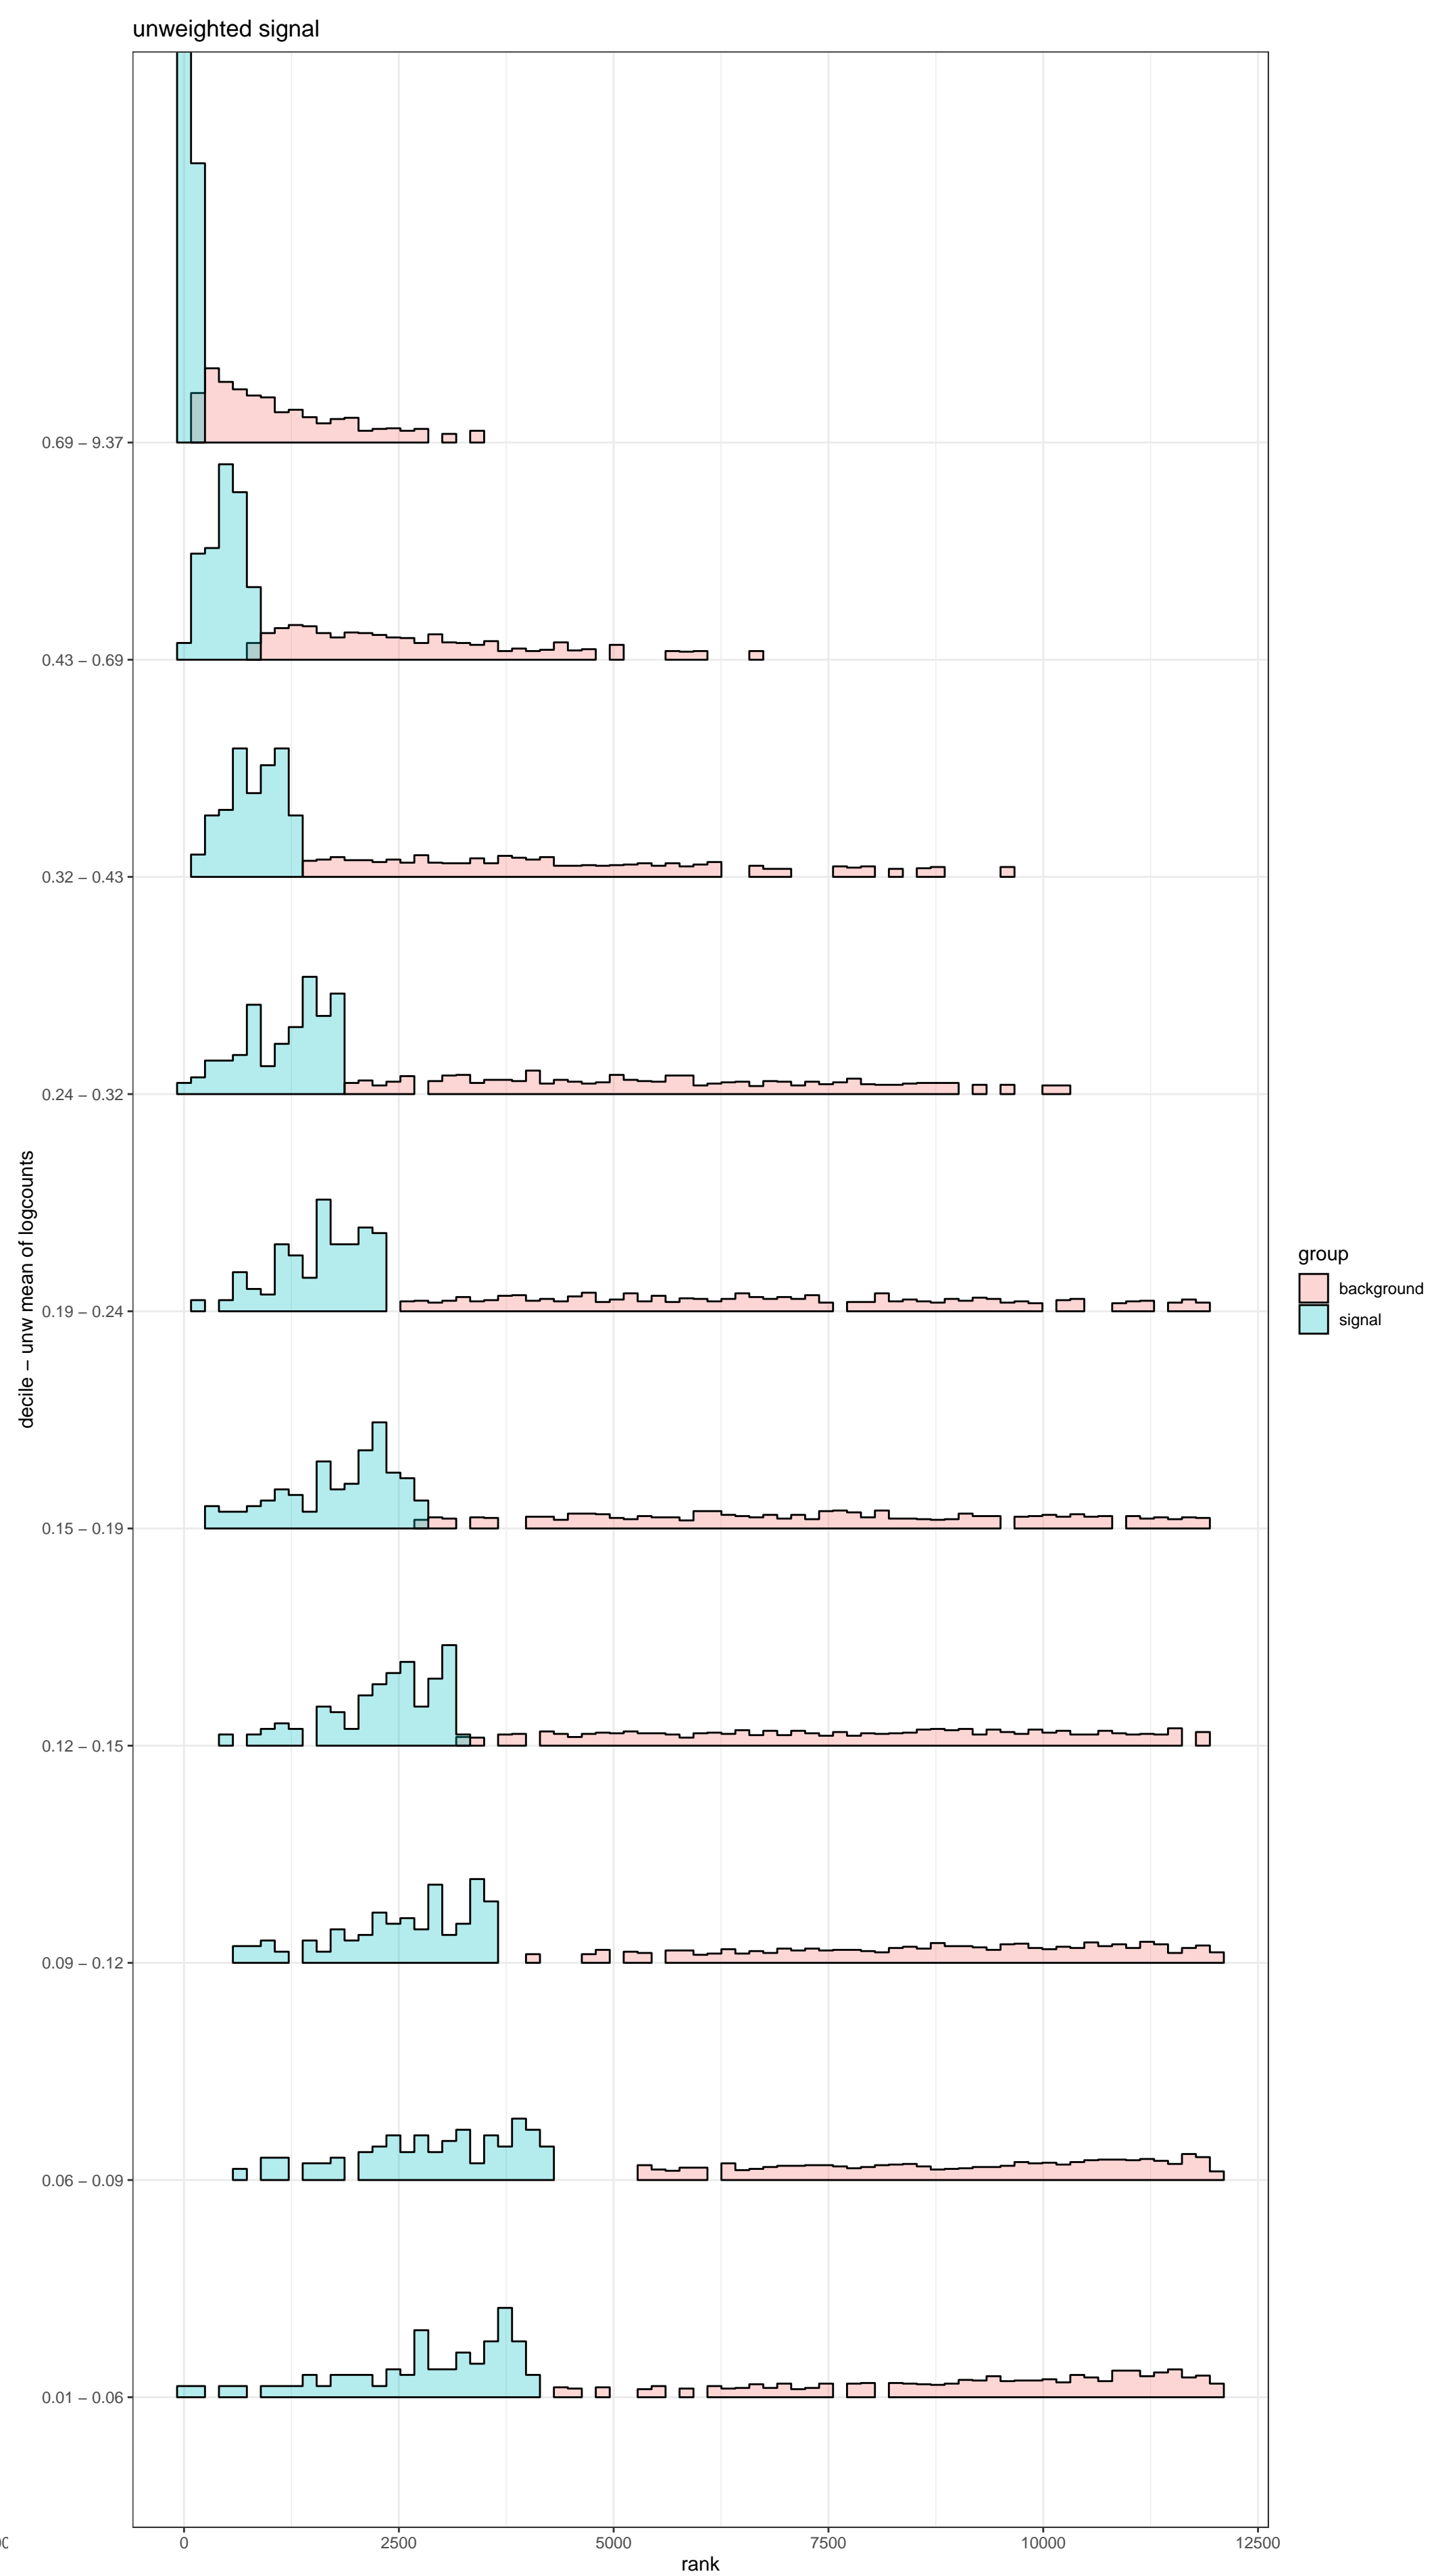 unweighted signal
0.69 – 9.37
0.43 – 0.69
0.32 – 0.43
0.24 – 0.32
0.19 – 0.24
0.15 – 0.19
0.12 – 0.15
0.09 – 0.12
0.06 – 0.09
0.01 – 0.06
decile – unw mean of logcounts
0 2500 5000 7500 10000 12500
rank
group
background
signal